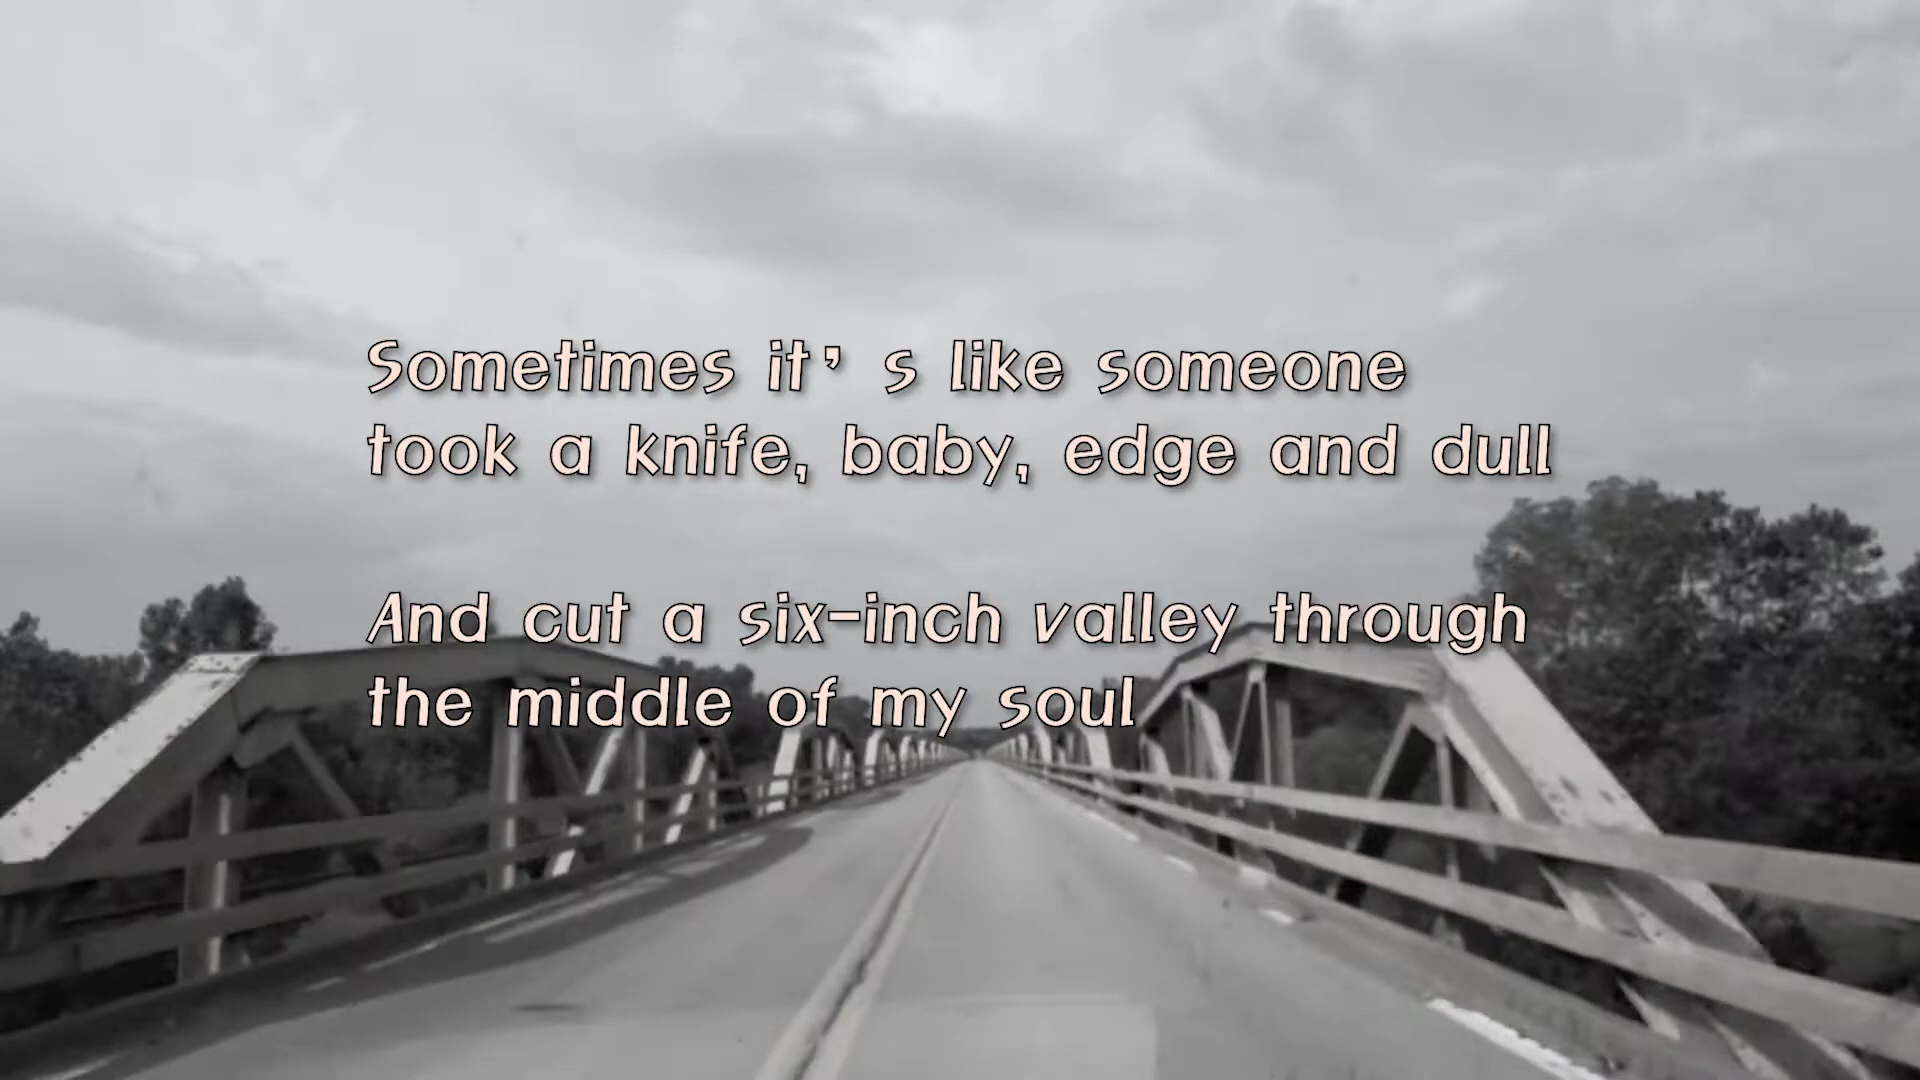 Sometimes it’s like someone
took a knife, baby, edge and dull
And cut a six-inch valley through
the middle of my soul